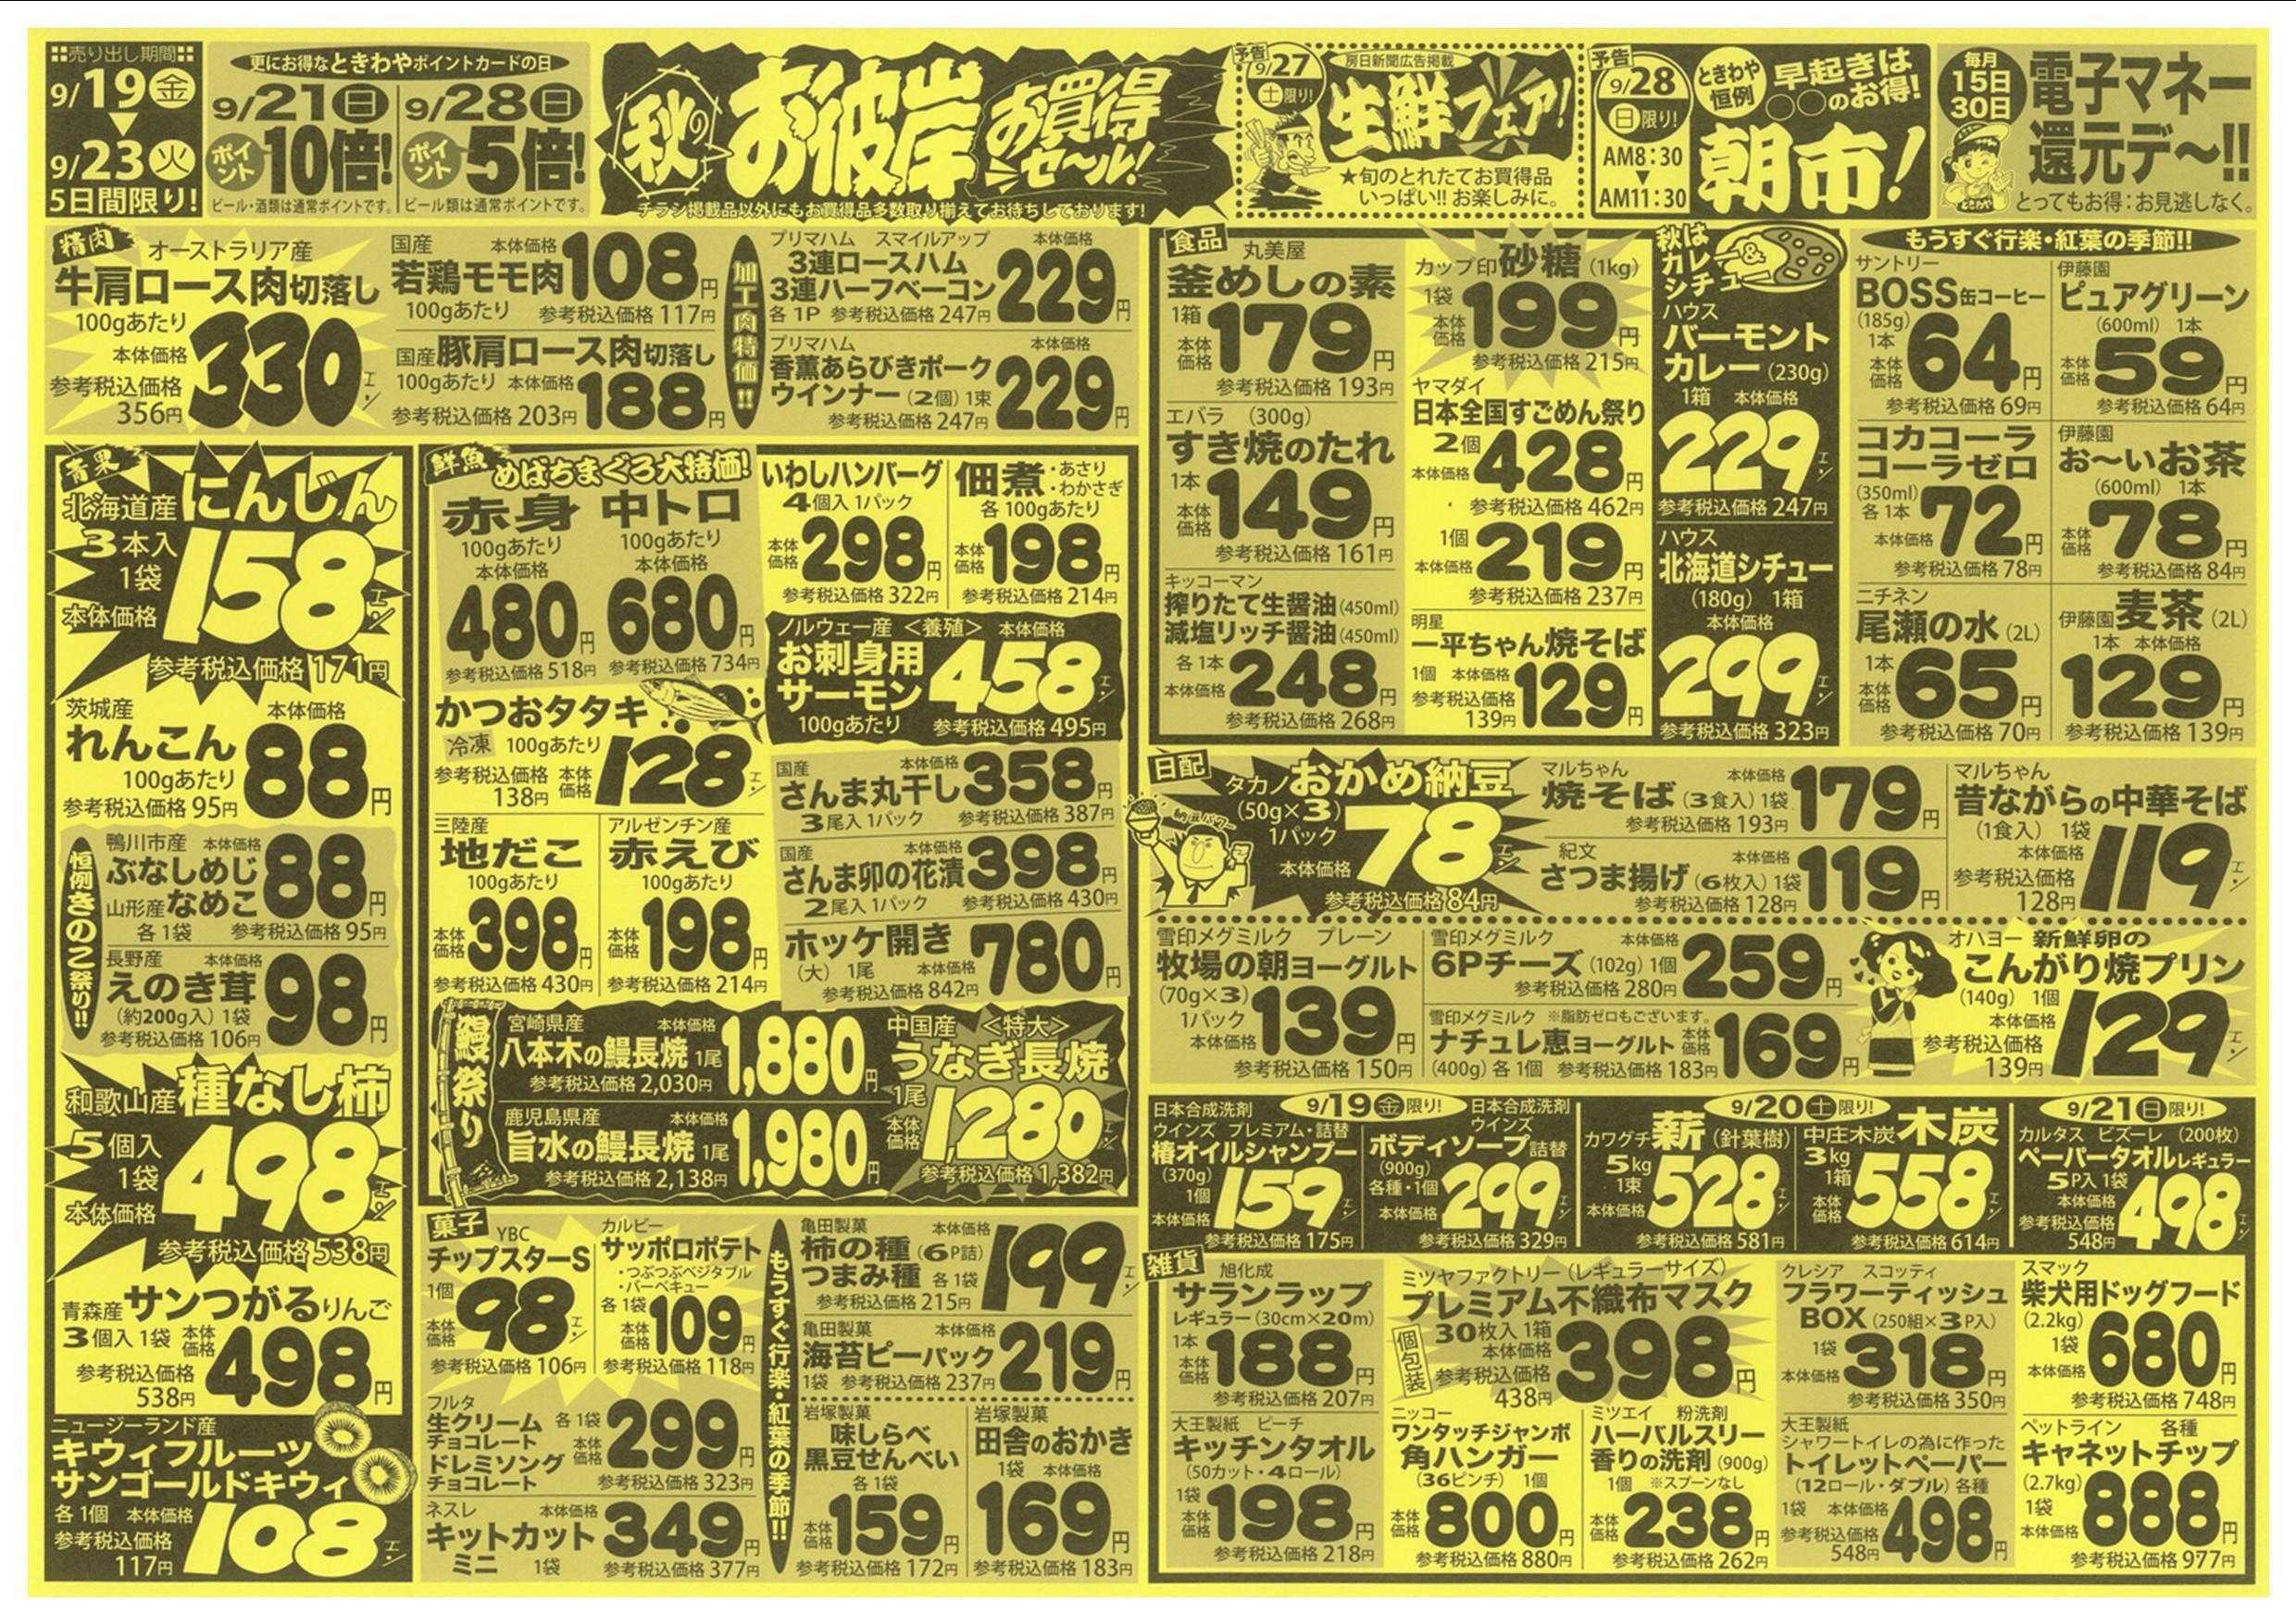 売り出し期間
9/19金
▼
9/23火
5日間限り!
更にお得なときわやポイントカードの日
9/21日
ポイント10倍!
ビール・酒類は通常ポイントです。
9/28日
ポイント5倍!
ビール類は通常ポイントです。
秋のお彼岸お買得セ〜ル!
チラシ掲載品以外にもお買得品多数取り揃えてお待ちしております!
予告
9/27
土限り!
房日新聞広告掲載
生鮮フェア!
★旬のとれたてお買得品
いっぱい!! お楽しみに。
予告
9/28
日限り!
AM8:30
▼
AM11:30
ときわや恒例
早起きは
○○のお得!
朝市!
毎月
15日
30日
電子マネー
還元デ〜!!
とってもお得:お見逃しなく。
精肉
オーストラリア産
牛肩ロース肉切落し
100gあたり
本体価格
330円
参考税込価格
356円
国産 本体価格
若鶏モモ肉 108円
100gあたり 参考税込価格 117円
国産豚肩ロース肉切落し
100gあたり 本体価格 188円
参考税込価格 203円
加工肉特価!!
プリマハム スマイルアップ 本体価格
3連ロースハム
3連ハーフベーコン 229円
各1P 参考税込価格 247円
プリマハム 本体価格
香薫あらびきポーク
ウインナー(2個)1束 229円
参考税込価格 247円
青果
北海道産にんじん
3本入
1袋
本体価格 158円
参考税込価格 171円
茨城産 本体価格
れんこん
100gあたり 88円
参考税込価格 95円
恒例きのこ祭り!!
鴨川市産 本体価格
ぶなしめじ
山形産なめこ 88円
各1袋 参考税込価格 95円
長野産 本体価格
えのき茸
(約200g入)1袋 98円
参考税込価格 106円
和歌山産種なし柿
5個入
1袋
本体価格 498円
参考税込価格 538円
青森産サンつがるりんご
3個入 1袋 本体価格 498円
参考税込価格
538円
ニュージーランド産
キウィフルーツ
サンゴールドキウィ
各1個 本体価格 108円
参考税込価格
117円
鮮魚
めばちまぐろ大特価!
赤身
100gあたり
本体価格
480円
参考税込価格 518円
中トロ
100gあたり
本体価格
680円
参考税込価格 734円
いわしハンバーグ
4個入 1パック
本体価格 298円
参考税込価格 322円
佃煮・あさり・わかさぎ
各100gあたり
本体価格 198円
参考税込価格 214円
ノルウェー産 <養殖> 本体価格
お刺身用
サーモン 458円
100gあたり 参考税込価格 495円
かつおタタキ
冷凍 100gあたり
本体価格 128円
参考税込価格
138円
国産 本体価格
さんま丸干し 358円
3尾入 1パック 参考税込価格 387円
三陸産
地だこ
100gあたり
本体価格 398円
参考税込価格 430円
アルゼンチン産
赤えび
100gあたり
本体価格 198円
参考税込価格 214円
国産 本体価格
さんま卯の花漬 398円
2尾入 1パック 参考税込価格 430円
ホッケ開き
(大) 1尾 本体価格 780円
参考税込価格 842円
鰻祭り
宮崎県産 本体価格
八本木の鰻長焼 1尾 1,880円
参考税込価格 2,030円
鹿児島県産 本体価格
旨水の鰻長焼 1尾 1,980円
参考税込価格 2,138円
中国産 <特大>
うなぎ長焼
1尾
本体価格 1,280円
参考税込価格 1,382円
菓子
YBC
チップスターS
1個
本体価格 98円
参考税込価格 106円
カルビー
サッポロポテト
・つぶつぶベジタブル
・バーベキュー
各1袋
本体価格 109円
参考税込価格 118円
フルタ
生クリーム
チョコレート
ドレミソング
チョコレート
各1袋
本体価格 299円
参考税込価格 323円
ネスレ 本体価格
キットカット
ミニ 1袋 349円
参考税込価格 377円
もうすぐ行楽・紅葉の季節!!
亀田製菓 本体価格
柿の種(6P詰)
つまみ種 各1袋 199円
参考税込価格 215円
亀田製菓 本体価格
海苔ピーパック 219円
1袋 参考税込価格 237円
岩塚製菓
味しらべ
黒豆せんべい
各1袋
本体価格 159円
参考税込価格 172円
岩塚製菓
田舎のおかき
1袋 本体価格
169円
参考税込価格 183円
食品
丸美屋
釜めしの素
1箱
本体価格 179円
参考税込価格 193円
エバラ (300g)
すき焼のたれ
1本
本体価格 149円
参考税込価格 161円
キッコーマン
搾りたて生醤油(450ml)
減塩リッチ醤油(450ml)
各1本
本体価格 248円
参考税込価格 268円
カップ印砂糖(1kg)
1袋
本体価格 199円
参考税込価格 215円
ヤマダイ
日本全国すごめん祭り
2個
本体価格 428円
参考税込価格 462円
1個
本体価格 219円
参考税込価格 237円
明星
一平ちゃん焼そば
1個 本体価格
129円
参考税込価格
139円
秋はカレー&シチュー
ハウス
バーモント
カレー(230g)
1箱 本体価格
229円
参考税込価格 247円
ハウス
北海道シチュー
(180g) 1箱
本体価格
299円
参考税込価格 323円
もうすぐ行楽・紅葉の季節!!
サントリー
BOSS缶コーヒー
(185g)
1本
本体価格 64円
参考税込価格 69円
伊藤園
ピュアグリーン
(600ml) 1本
本体価格 59円
参考税込価格 64円
コカコーラ
コーラゼロ
(350ml)
各1本
本体価格 72円
参考税込価格 78円
伊藤園
お〜いお茶
(600ml) 1本
本体価格 78円
参考税込価格 84円
ニチネン
尾瀬の水(2L)
1本
本体価格 65円
参考税込価格 70円
伊藤園麦茶(2L)
1本 本体価格
129円
参考税込価格 139円
日配
納豆パワー
タカノおかめ納豆
(50g×3)
1パック
本体価格 78円
参考税込価格 84円
マルちゃん 本体価格
焼そば(3食入)1袋 179円
参考税込価格 193円
紀文 本体価格
さつま揚げ(6枚入)1袋 119円
参考税込価格 128円
マルちゃん
昔ながらの中華そば
(1食入) 1袋
本体価格 119円
参考税込価格
128円
雪印メグミルク プレーン
牧場の朝ヨーグルト
(70g×3)
1パック
本体価格 139円
参考税込価格 150円
雪印メグミルク 本体価格
6Pチーズ(102g)1個 259円
参考税込価格 280円
雪印メグミルク ※脂肪ゼロもございます。
ナチュレ恵ヨーグルト 本体価格 169円
(400g)各1個 参考税込価格 183円
オハヨー 新鮮卵の
こんがり焼プリン
(140g) 1個
本体価格 129円
参考税込価格
139円
9/19金限り!
日本合成洗剤
ウインズ プレミアム・詰替
椿オイルシャンプー
(370g)
1個
本体価格 159円
参考税込価格 175円
日本合成洗剤
ウインズ
ボディソープ詰替
(900g)
各種・1個
本体価格 299円
参考税込価格 329円
9/20土限り!
カワグチ薪(針葉樹)
5kg
1束
本体価格 528円
参考税込価格 581円
中庄木炭木炭
3kg
1箱
本体価格 558円
参考税込価格 614円
9/21日限り!
カルタス ビズーレ (200枚)
ペーパータオルレギュラー
5P入 1袋
本体価格 498円
参考税込価格
548円
雑貨
旭化成
サランラップ
レギュラー(30cm×20m)
1本
本体価格 188円
参考税込価格 207円
ミツヤファクトリー(レギュラーサイズ)
プレミアム不織布マスク
個包装
30枚入 1箱
本体価格 398円
参考税込価格
438円
クレシア スコッティ
フラワーティッシュ
BOX(250組×3P入)
1袋
本体価格 318円
参考税込価格 350円
スマック
柴犬用ドッグフード
(2.2kg)
1袋
本体価格 680円
参考税込価格 748円
大王製紙 ピーチ
キッチンタオル
(50カット・4ロール)
1袋
本体価格 198円
参考税込価格 218円
ニッコー
ワンタッチジャンボ
角ハンガー
(36ピンチ) 1個
本体価格 800円
参考税込価格 880円
ミツエイ 粉洗剤
ハーバルスリー
香りの洗剤(900g)
1個 ※スプーンなし
本体価格 238円
参考税込価格 262円
大王製紙
シャワートイレの為に作った
トイレットペーパー
(12ロール・ダブル)各種
1袋 本体価格 498円
参考税込価格
548円
ペットライン 各種
キャネットチップ
(2.7kg)
1袋
本体価格 888円
参考税込価格 977円